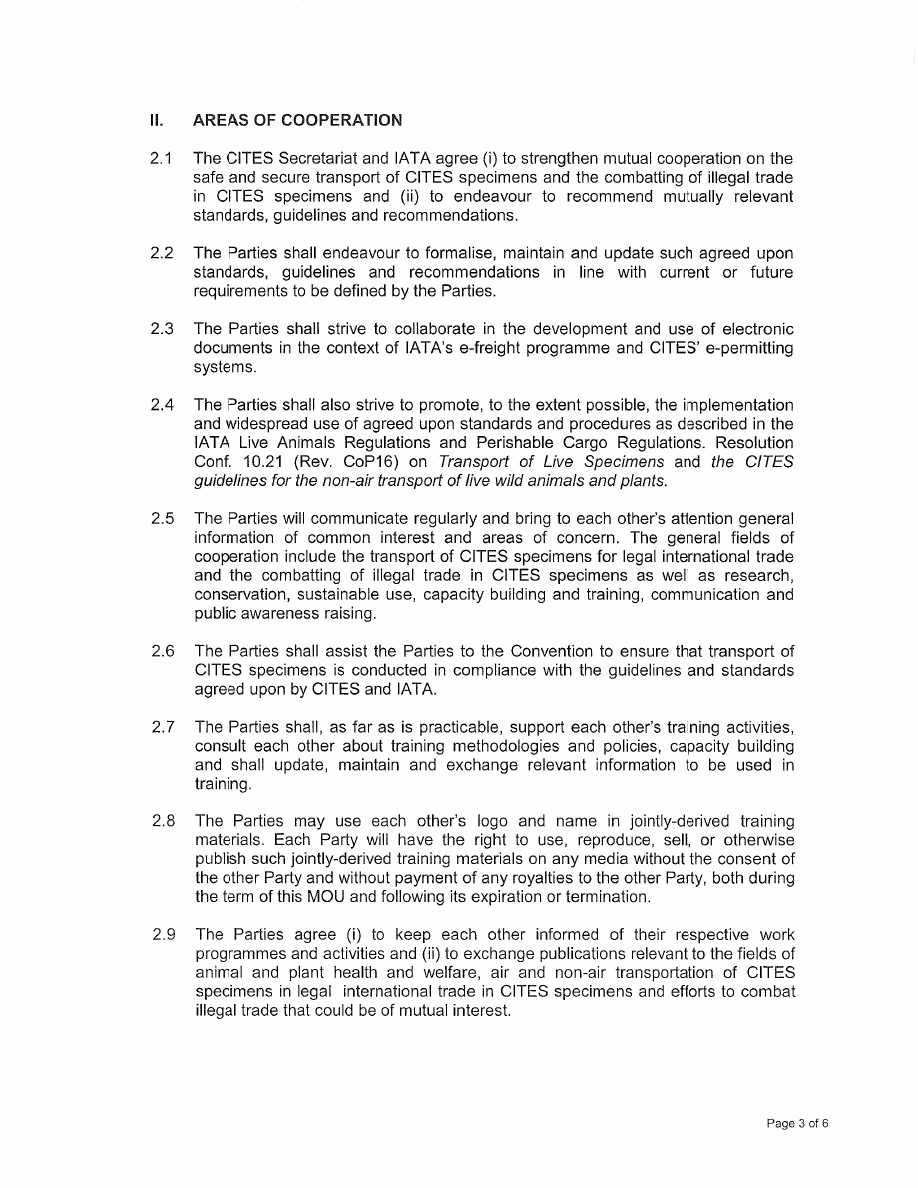 II. AREAS OF COOPERATION
2.1 The CITES Secretariat and IATA agree (i) to strengthen mutual cooperation on the
safe and secure transport of CITES specimens and the combatting of illegal trade
in CITES specimens and (ii) to endeavour to recommend mutually relevant
standards, guidelines and recommendations.
2.2 The Parties shall endeavour to formalise, maintain and update such agreed upon
standards, guidelines and recommendations in line with current or future
requirements to be defined by the Parties.
2.3 The Parties shall strive to collaborate in the development and use of electronic
documents in the context of IATA's e-freight programme and CITES' e-permitting
systems.
2.4 The Parties shall also strive to promote, to the extent possible, the implementation
and widespread use of agreed upon standards and procedures as described in the
IATA Live Animals Regulations and Perishable Cargo Regulations. Resolution
Conf. 10.21 (Rev. CoP16) on Transport of Live Specimens and the CITES
guidelines for the non-air transport of live wild animals and plants.
2.5 The Parties will communicate regularly and bring to each other's attention general
information of common interest and areas of concern. The general fields of
cooperation include the transport of CITES specimens for legal international trade
and the combatting of illegal trade in CITES specimens as well as research,
conservation, sustainable use, capacity building and training, communication and
public awareness raising.
2.6 The Parties shall assist the Parties to the Convention to ensure that transport of
CITES specimens is conducted in compliance with the guidelines and standards
agreed upon by CITES and IATA.
2.7 The Parties shall, as far as is practicable, support each other's training activities,
consult each other about training methodologies and policies, capacity building
and shall update, maintain and exchange relevant information to be used in
training.
2.8 The Parties may use each other's logo and name in jointly-derived training
materials. Each Party will have the right to use, reproduce, sell, or otherwise
publish such jointly-derived training materials on any media without the consent of
the other Party and without payment of any royalties to the other Party, both during
the term of this MOU and following its expiration or termination.
2.9 The Parties agree (i) to keep each other informed of their respective work
programmes and activities and (ii) to exchange publications relevant to the fields of
animal and plant health and welfare, air and non-air transportation of CITES
specimens in legal international trade in CITES specimens and efforts to combat
illegal trade that could be of mutual interest.
Page 3 of 6